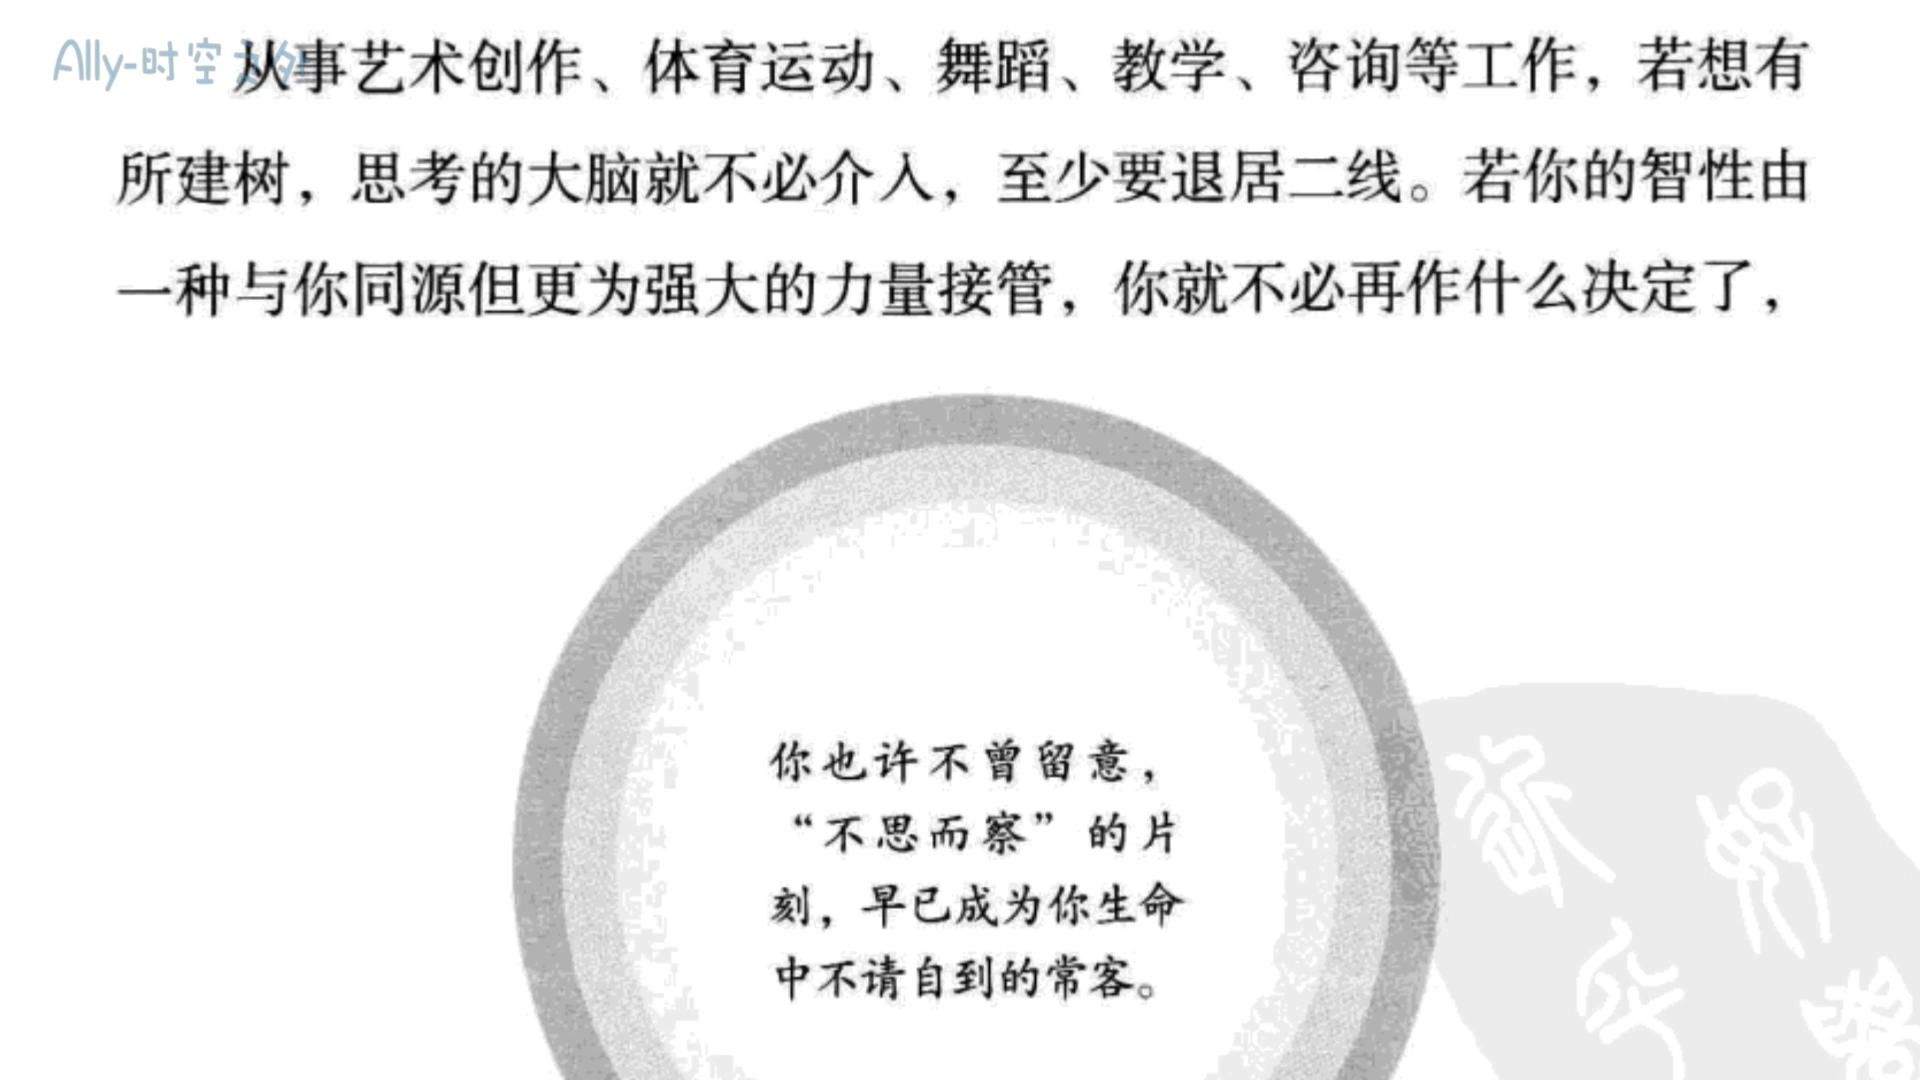 Ally-时空之外
从事艺术创作、体育运动、舞蹈、教学、咨询等工作，若想有
所建树，思考的大脑就不必介入，至少要退居二线。若你的智性由
一种与你同源但更为强大的力量接管，你就不必再作什么决定了，
你也许不曾留意，
“不思而察”的片
刻，早已成为你生命
中不请自到的常客。